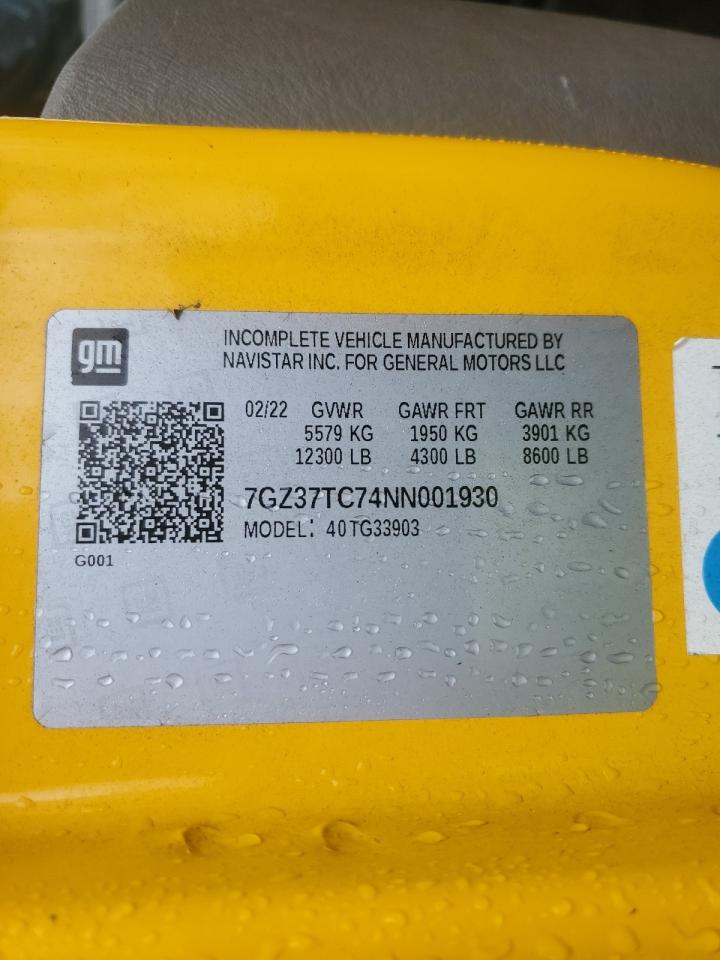 gm
INCOMPLETE VEHICLE MANUFACTURED BY
NAVISTAR INC. FOR GENERAL MOTORS LLC
02/22 GVWR GAWR FRT GAWR RR
5579 KG 1950 KG 3901 KG
12300 LB 4300 LB 8600 LB
7GZ37TC74NN001930
MODEL: 40TG33903
G001